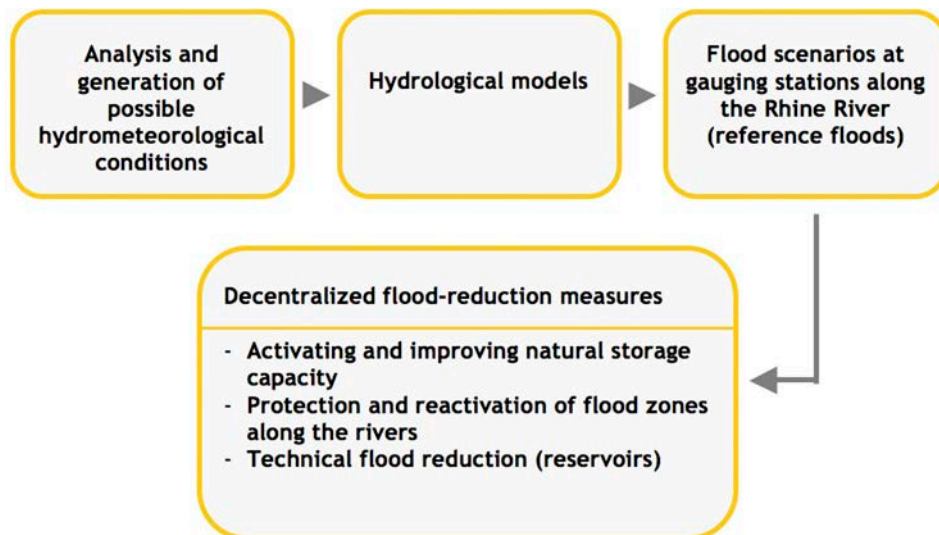 Analysis and
generation of
possible
hydrometeorological
conditions
Hydrological models
Flood scenarios at
gauging stations along
the Rhine River
(reference floods)
Decentralized flood-reduction measures
- Activating and improving natural storage
capacity
- Protection and reactivation of flood zones
along the rivers
- Technical flood reduction (reservoirs)